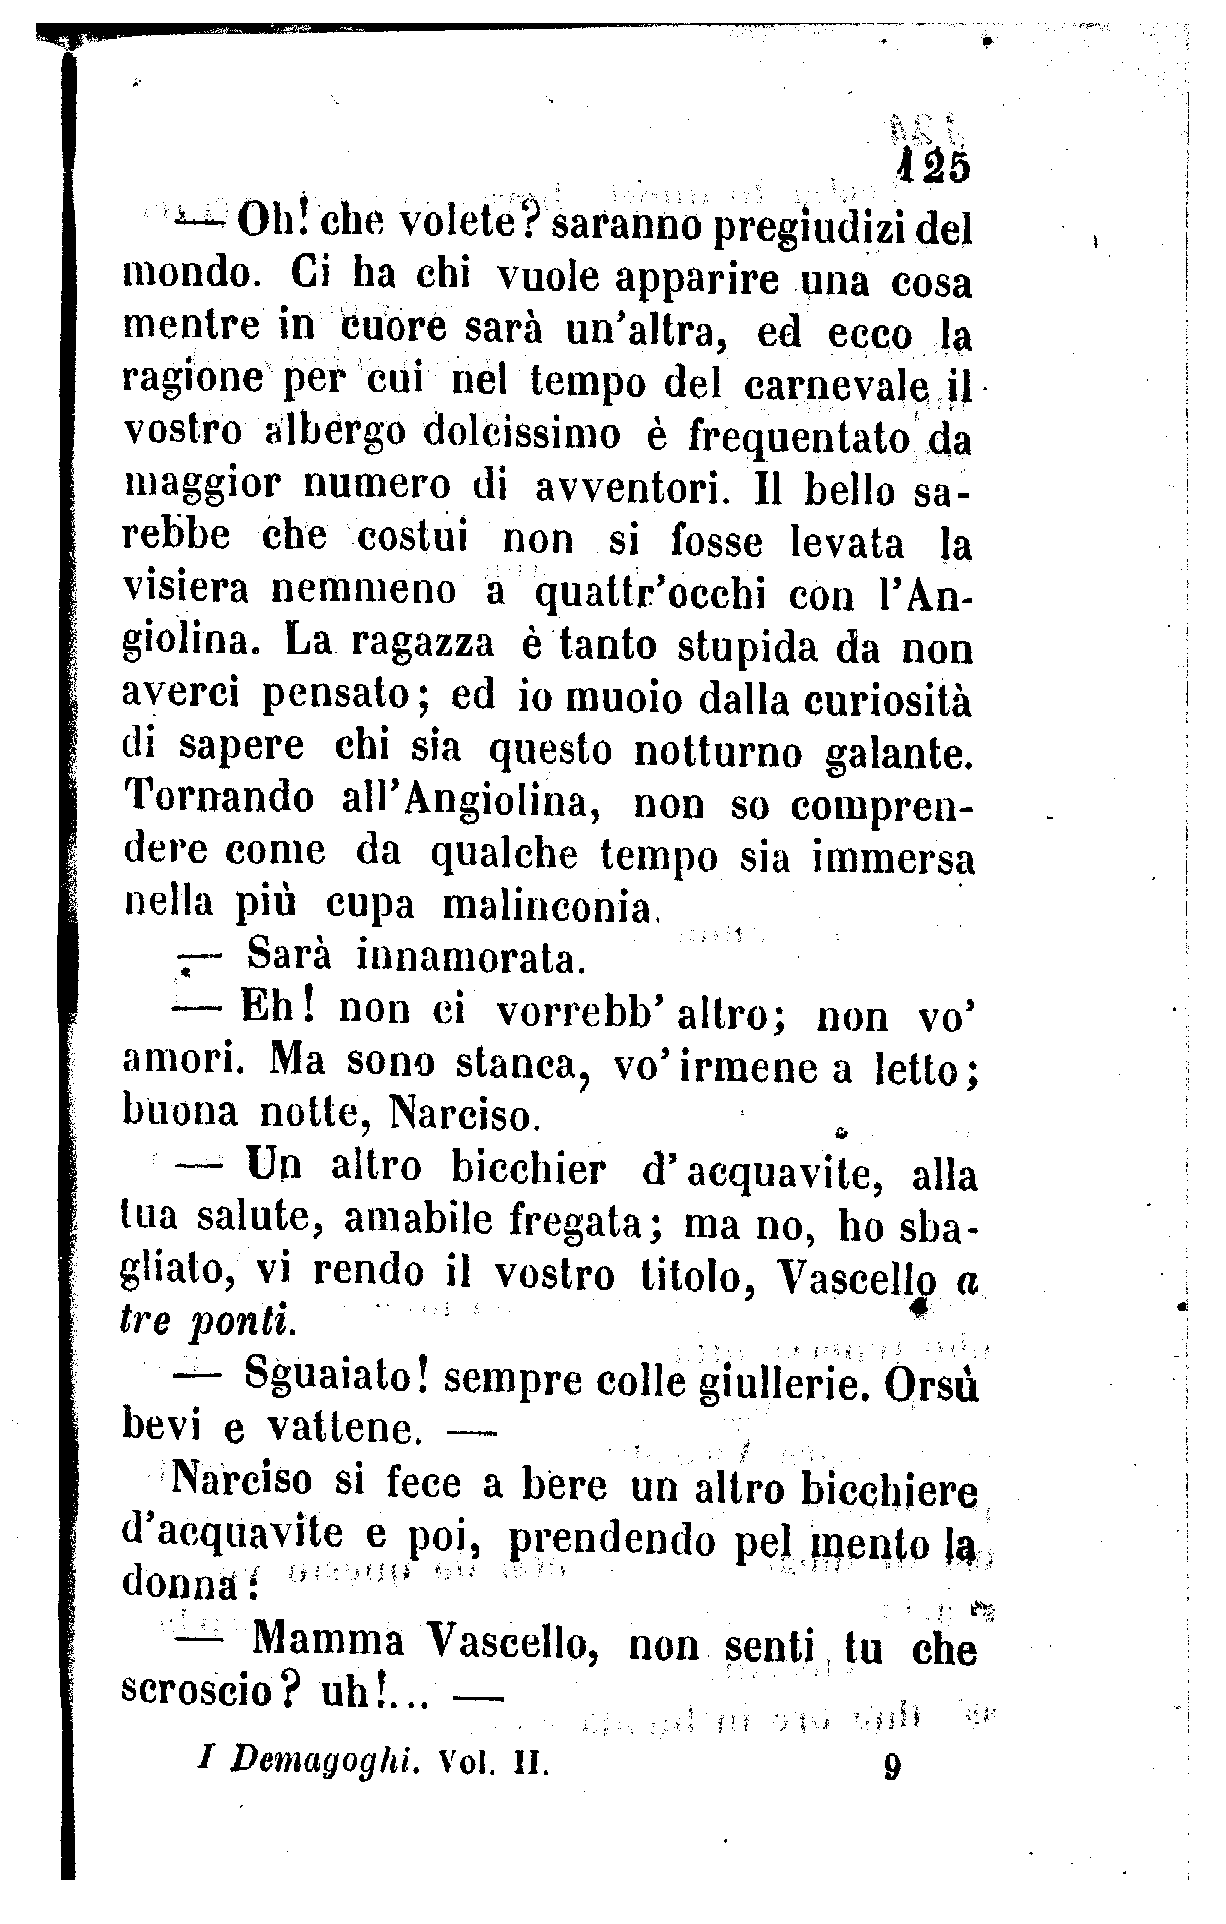 125
— Oh! che volete? saranno pregiudizi del
mondo. Ci ha chi vuole apparire una cosa
mentre in cuore sarà un'altra, ed ecco la
ragione per cui nel tempo del carnevale il
vostro albergo dolcissimo è frequentato da
maggior numero di avventori. Il bello sa-
rebbe che costui non si fosse levata la
visiera nemmeno a quattr'occhi con l'An-
giolina. La ragazza è tanto stupida da non
averci pensato; ed io muoio dalla curiosità
di sapere chi sia questo notturno galante.
Tornando all'Angiolina, non so compren-
dere come da qualche tempo sia immersa
nella più cupa malinconia.
— Sarà innamorata.
— Eh! non ci vorrebb' altro; non vo'
amori. Ma sono stanca, vo' irmene a letto;
buona notte, Narciso.
— Un altro bicchier d' acquavite, alla
tua salute, amabile fregata; ma no, ho sba-
gliato, vi rendo il vostro titolo, Vascello a
tre ponti.
— Sguaiato! sempre colle giullerie. Orsù
bevi e vattene. —
Narciso si fece a bere un altro bicchiere
d'acquavite e poi, prendendo pel mento la
donna:
— Mamma Vascello, non senti tu che
scroscio? uh!... —
I Demagoghi. Vol. II. 9